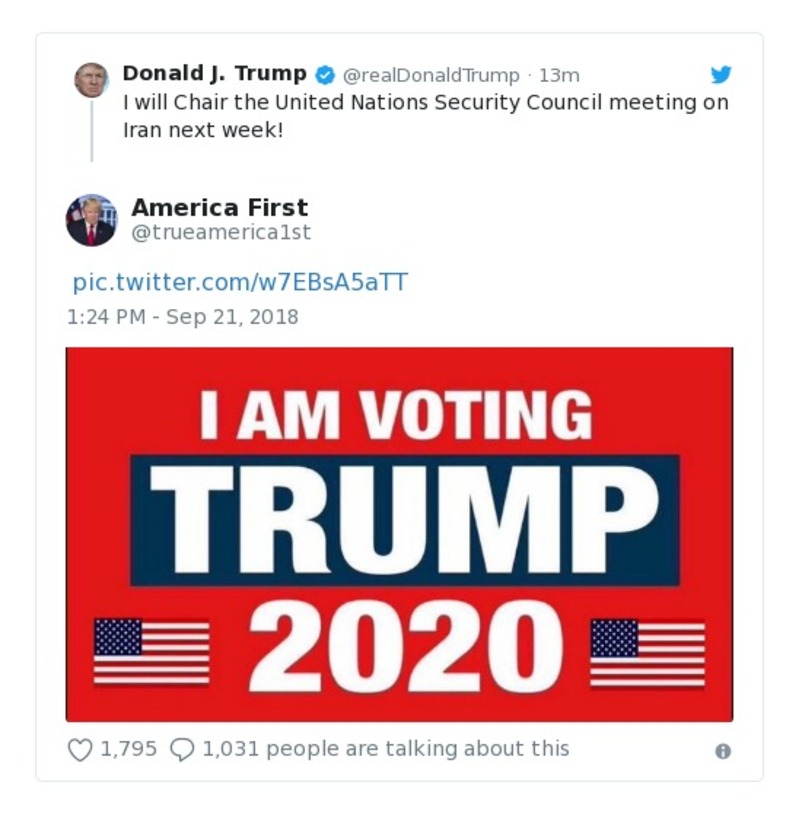 Donald J. Trump @realDonaldTrump · 13m
I will Chair the United Nations Security Council meeting on
Iran next week!
America First
@trueamerica1st
pic.twitter.com/w7EBsA5aTT
1:24 PM - Sep 21, 2018
I AM VOTING
TRUMP
2020
1,795 1,031 people are talking about this